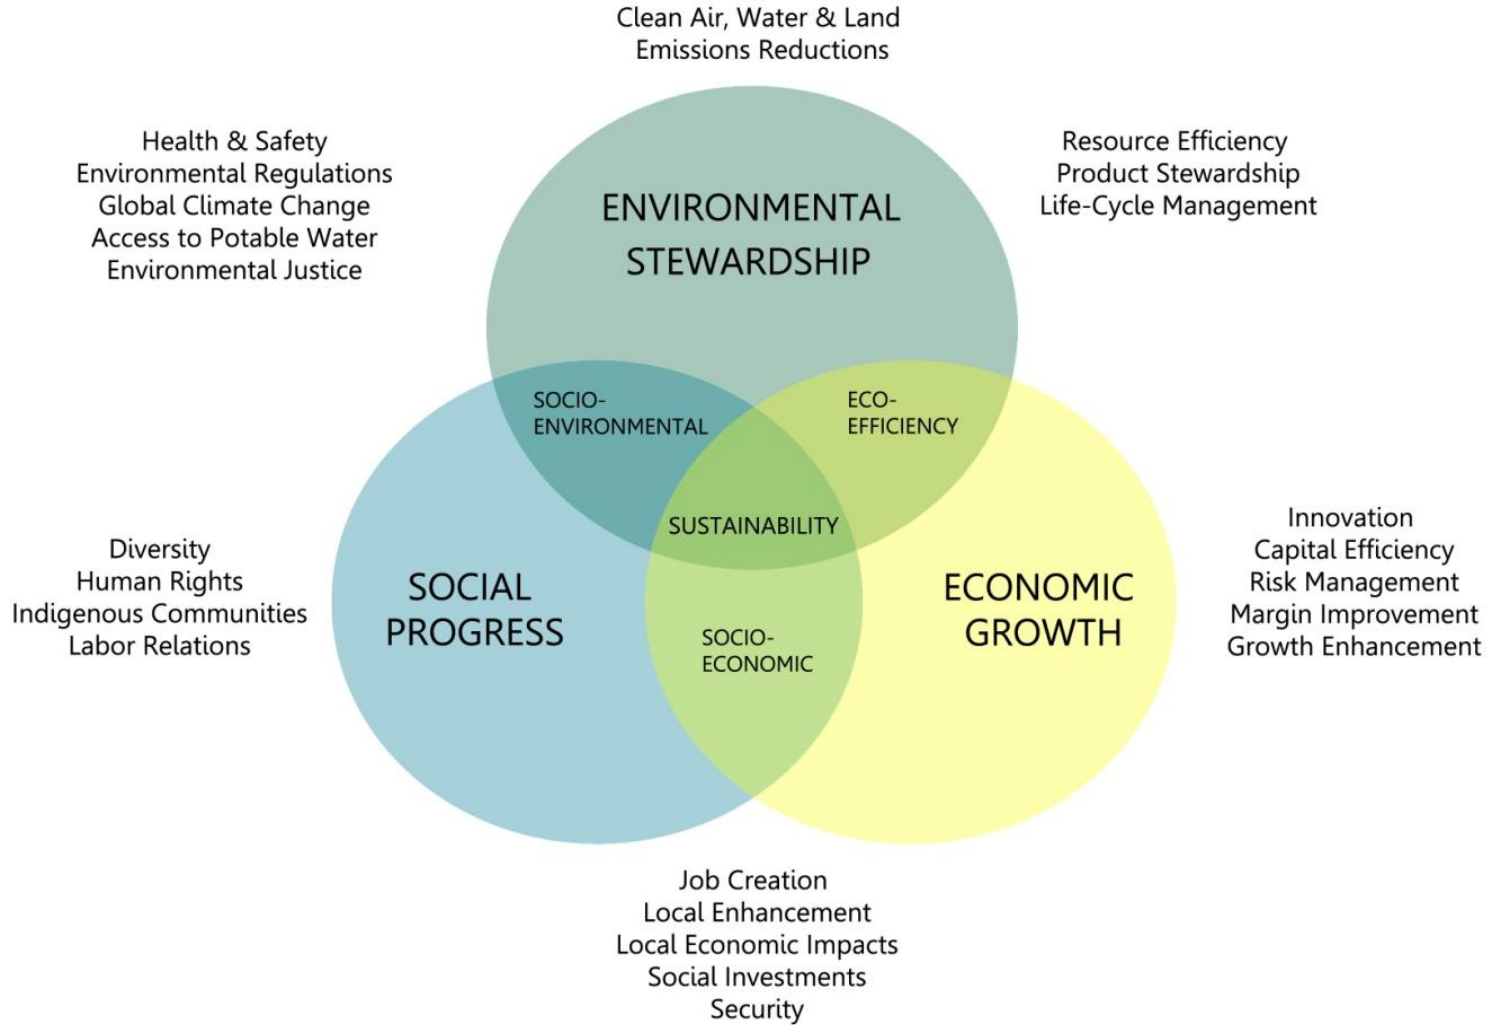 Clean Air, Water & Land
Emissions Reductions
Health & Safety
Environmental Regulations
Global Climate Change
Access to Potable Water
Environmental Justice
Resource Efficiency
Product Stewardship
Life-Cycle Management
ENVIRONMENTAL
STEWARDSHIP
SOCIO-
ENVIRONMENTAL
ECO-
EFFICIENCY
SUSTAINABILITY
Diversity
Human Rights
Indigenous Communities
Labor Relations
SOCIAL
PROGRESS
SOCIO-
ECONOMIC
ECONOMIC
GROWTH
Innovation
Capital Efficiency
Risk Management
Margin Improvement
Growth Enhancement
Job Creation
Local Enhancement
Local Economic Impacts
Social Investments
Security